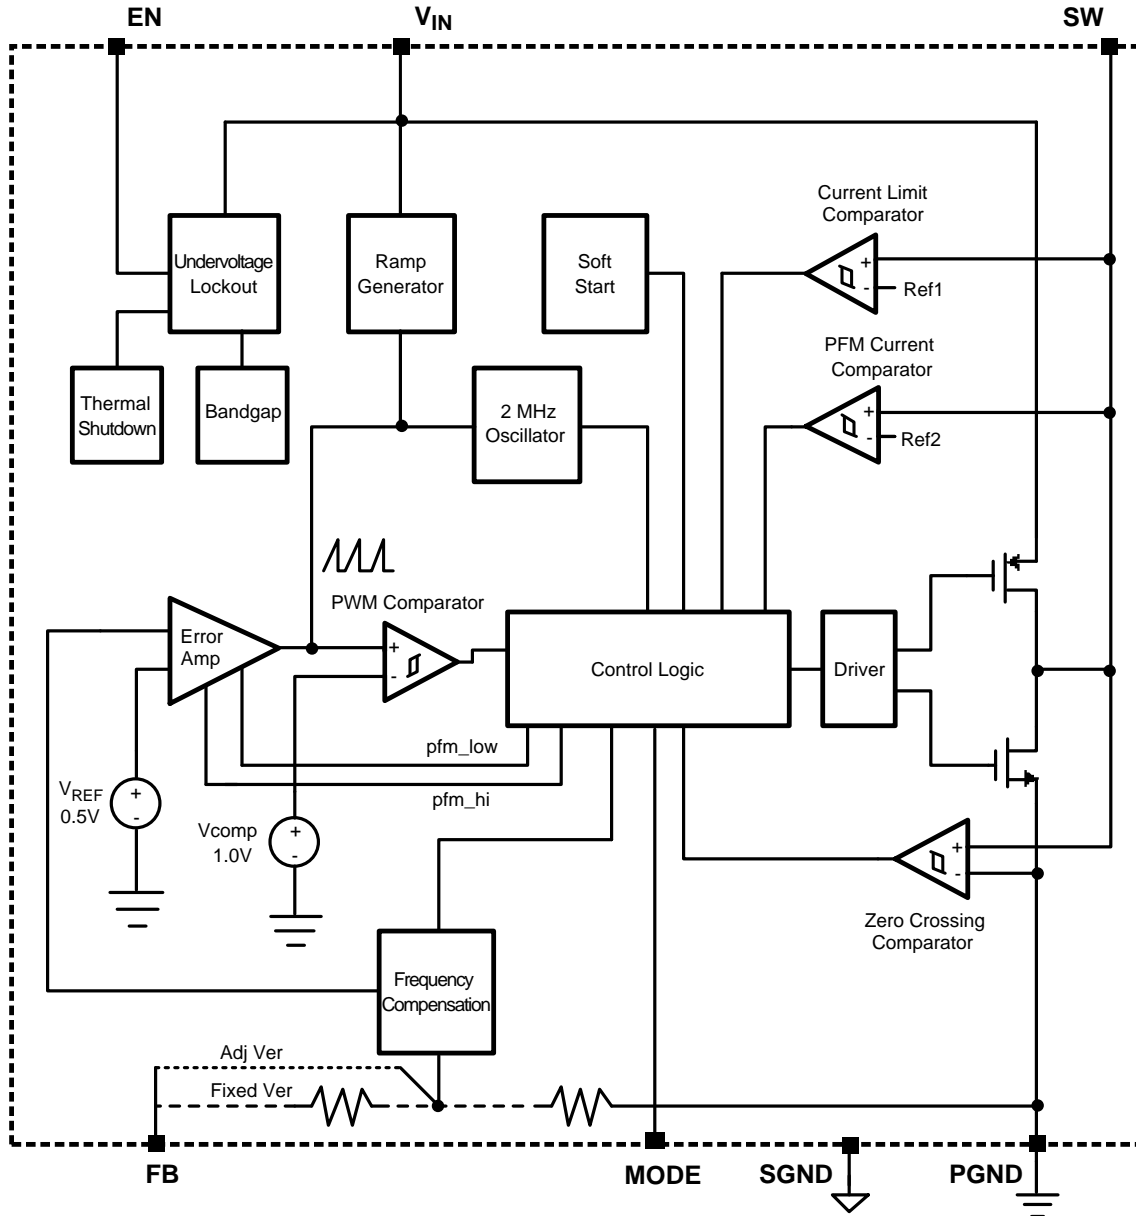 EN
VIN
SW
Current Limit
Comparator
+
-
Ref1
Undervoltage
Lockout
Ramp
Generator
Soft
Start
PFM Current
Comparator
+
-
Ref2
Thermal
Shutdown
Bandgap
2 MHz
Oscillator
PWM Comparator
+
-
Error
Amp
Control Logic
Driver
pfm_low
pfm_hi
VREF
0.5V
+
-
Vcomp
1.0V
+
-
+
-
Zero Crossing
Comparator
Frequency
Compensation
Adj Ver
Fixed Ver
FB
MODE
SGND
PGND